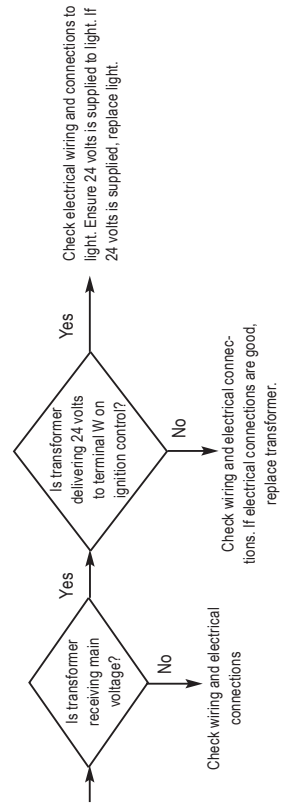 Is transformer
receiving main
voltage?
Yes
No
Check wiring and electrical
connections
Is transformer
delivering 24 volts
to terminal W on
ignition control?
Yes
No
Check wiring and electrical connec-
tions. If electrical connections are good,
replace transformer.
Check electrical wiring and connections to
light. Ensure 24 volts is supplied to light. If
24 volts is supplied, replace light.